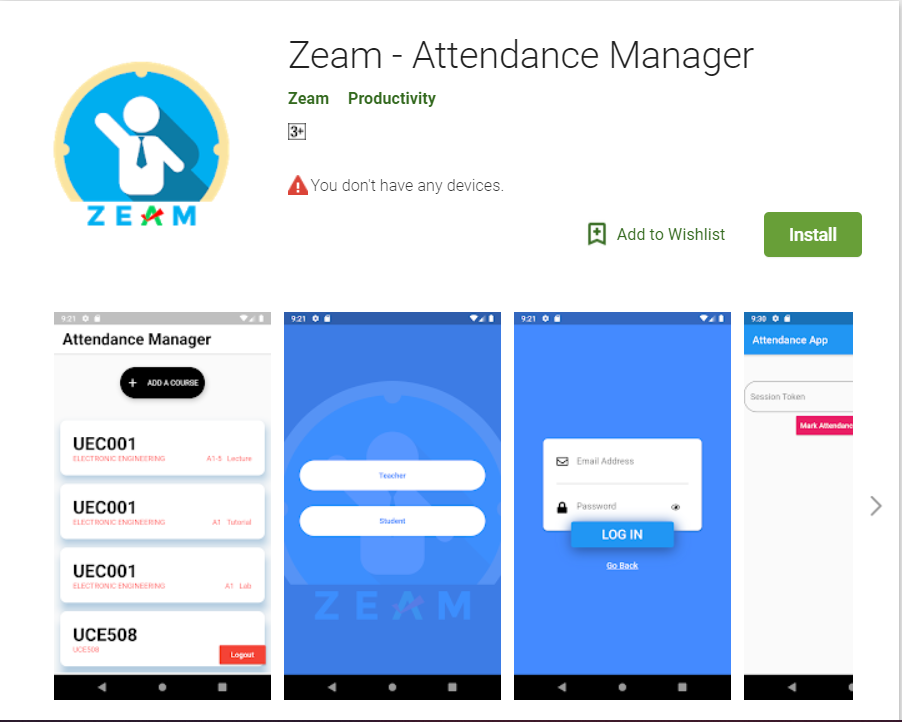 Zeam - Attendance Manager
Zeam Productivity
3+
You don't have any devices.
Add to Wishlist
Install
ZEAM
9:21
Attendance Manager
+ ADD A COURSE
UEC001
ELECTRONIC ENGINEERING A1-5 Lecture
UEC001
ELECTRONIC ENGINEERING A1 Tutorial
UEC001
ELECTRONIC ENGINEERING A1 Lab
UCE508
UCE508
Logout
9:21
Teacher
Student
ZEAM
9:21
Email Address
Password
LOG IN
Go Back
9:30
Attendance App
Session Token
Mark Attendanc